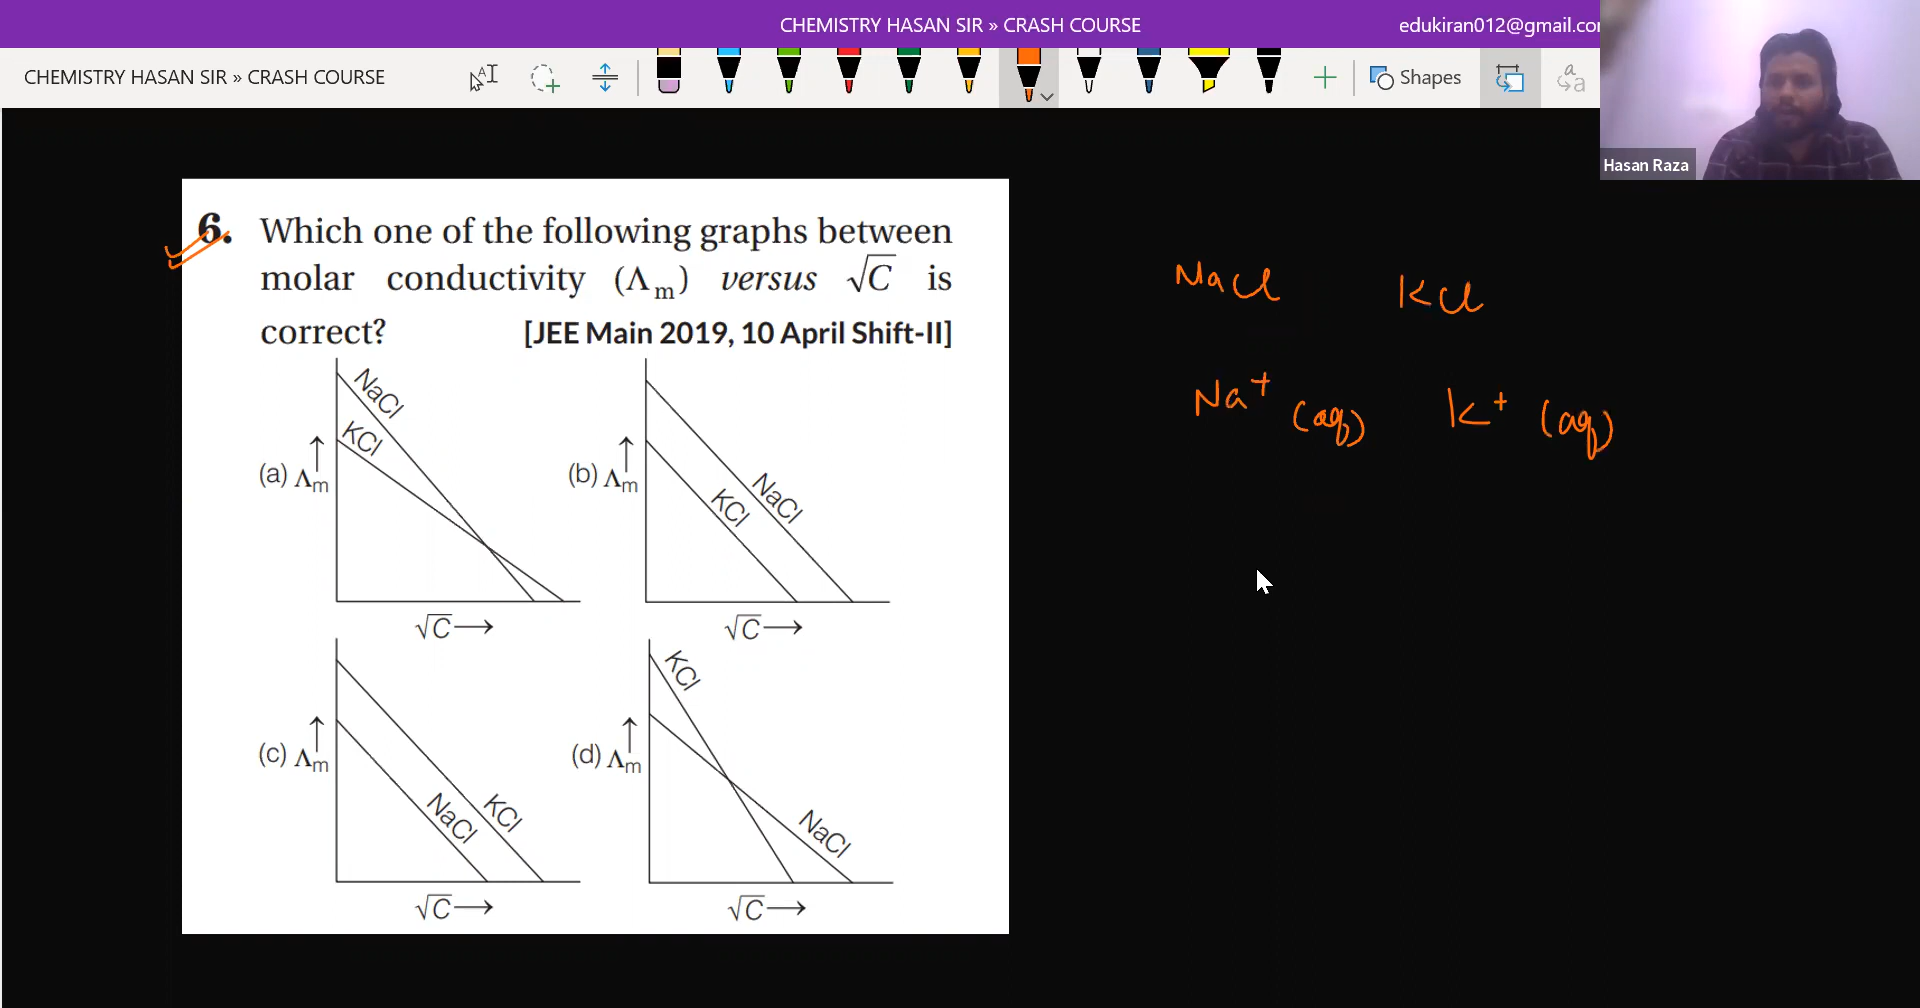 CHEMISTRY HASAN SIR » CRASH COURSE
edukiran012@gmail.co
CHEMISTRY HASAN SIR » CRASH COURSE
Shapes
Hasan Raza
6. Which one of the following graphs between
molar conductivity (Λm) versus √C is
correct? [JEE Main 2019, 10 April Shift-II]
NaCl
KCl
(a) Λm
√C
NaCl
KCl
(b) Λm
√C
KCl
NaCl
(c) Λm
√C
KCl
NaCl
(d) Λm
√C
NaCl KCl
Na+ (aq) K+ (aq)